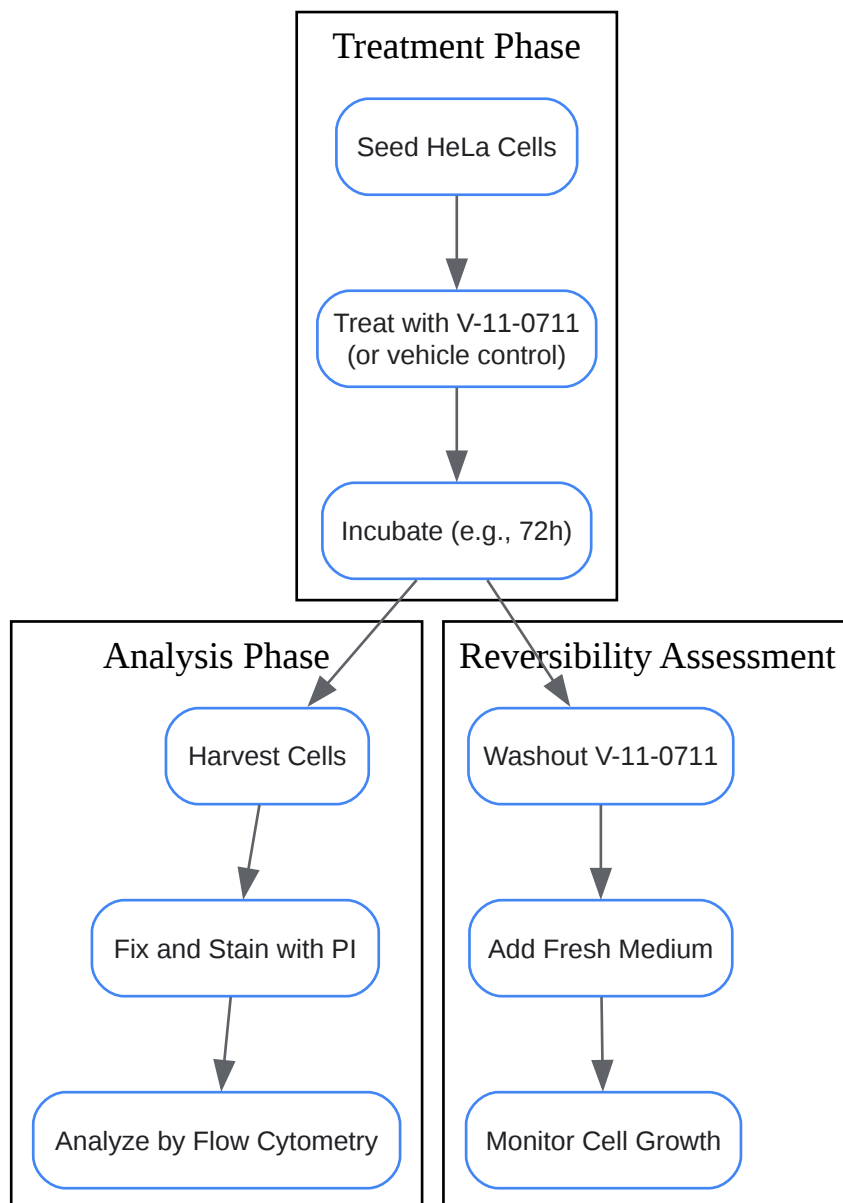 Treatment Phase
Seed HeLa Cells
Treat with V-11-0711
(or vehicle control)
Incubate (e.g., 72h)
Analysis Phase
Harvest Cells
Fix and Stain with PI
Analyze by Flow Cytometry
Reversibility Assessment
Washout V-11-0711
Add Fresh Medium
Monitor Cell Growth